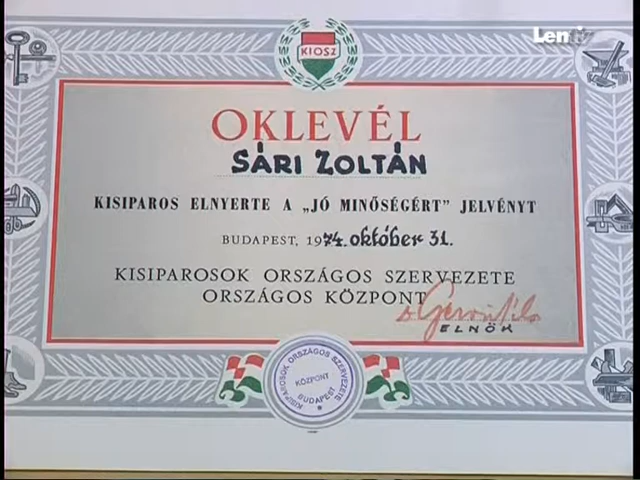 Lentiz
KIOSZ
OKLEVÉL
SÁRI ZOLTÁN
KISIPAROS ELNYERTE A „JÓ MINŐSÉGÉRT" JELVÉNYT
BUDAPEST, 1974. október 31.
KISIPAROSOK ORSZÁGOS SZERVEZETE
ORSZÁGOS KÖZPONT
ELNÖK
KISIPAROSOK ORSZÁGOS SZERVEZETE
KÖZPONT
BUDAPEST